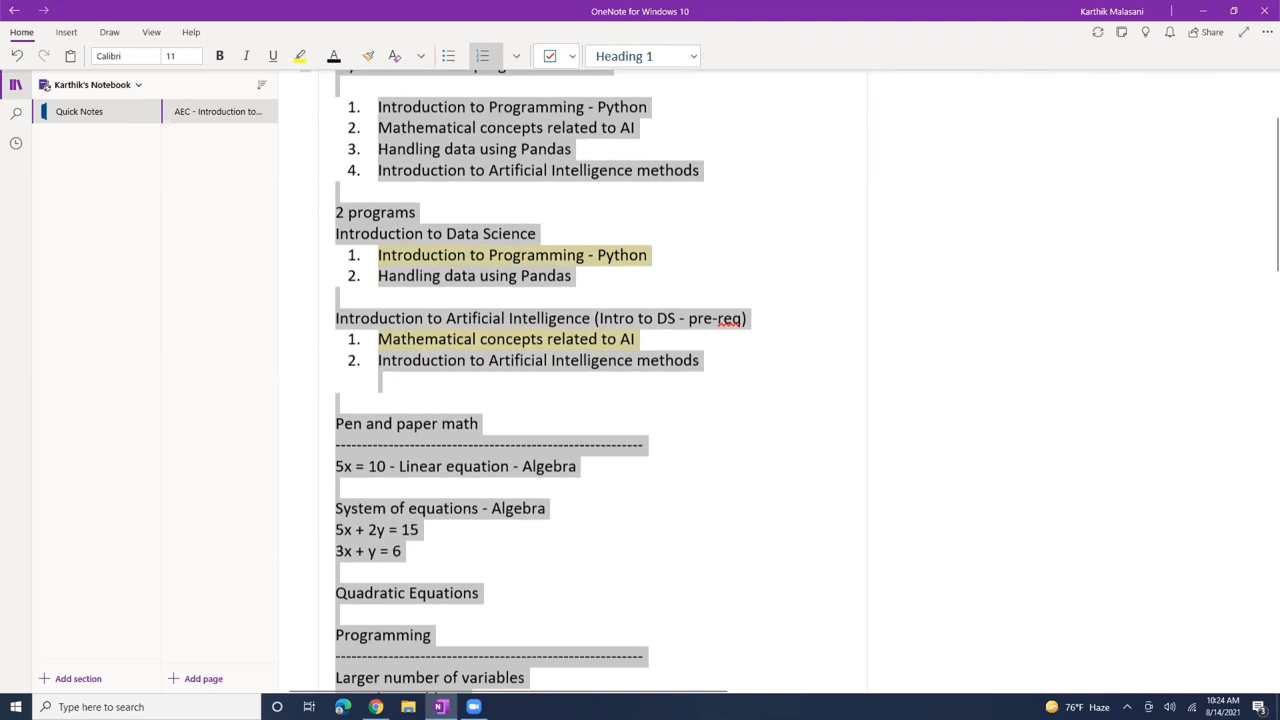 OneNote for Windows 10
Karthik Malasani
Home
Insert
Draw
View
Help
Share
Calibri
11
B
I
U
A
Heading 1
Karthik's Notebook
Quick Notes
AEC - Introduction to...
1. Introduction to Programming - Python
2. Mathematical concepts related to AI
3. Handling data using Pandas
4. Introduction to Artificial Intelligence methods
2 programs
Introduction to Data Science
1. Introduction to Programming - Python
2. Handling data using Pandas
Introduction to Artificial Intelligence (Intro to DS - pre-req)
1. Mathematical concepts related to AI
2. Introduction to Artificial Intelligence methods
Pen and paper math
----------------------------------------------------------
5x = 10 - Linear equation - Algebra
System of equations - Algebra
5x + 2y = 15
3x + y = 6
Quadratic Equations
Programming
----------------------------------------------------------
Larger number of variables
Add section
Add page
Type here to search
76°F Haze
10:24 AM
8/14/2021
3